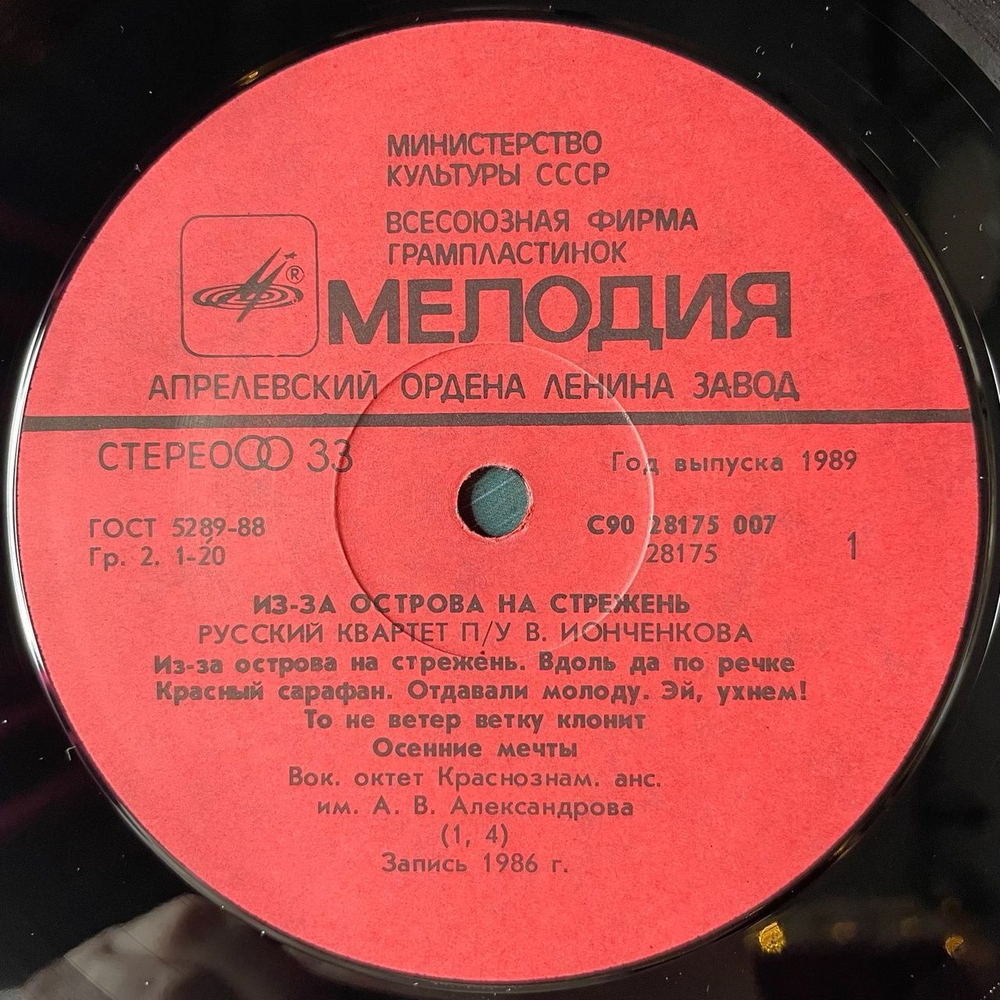 МИНИСТЕРСТВО
КУЛЬТУРЫ СССР
ВСЕСОЮЗНАЯ ФИРМА
ГРАМПЛАСТИНОК
®
МЕЛОДИЯ
АПРЕЛЕВСКИЙ ОРДЕНА ЛЕНИНА ЗАВОД
СТЕРЕО 33
Год выпуска 1989
ГОСТ 5289-88
Гр. 2, 1-20
С90 28175 007
28175
1
ИЗ-ЗА ОСТРОВА НА СТРЕЖЕНЬ
РУССКИЙ КВАРТЕТ П/У В. ИОНЧЕНКОВА
Из-за острова на стрежень. Вдоль да по речке
Красный сарафан. Отдавали молоду. Эй, ухнем!
То не ветер ветку клонит
Осенние мечты
Вок. октет Краснознам. анс.
им. А. В. Александрова
(1, 4)
Запись 1986 г.